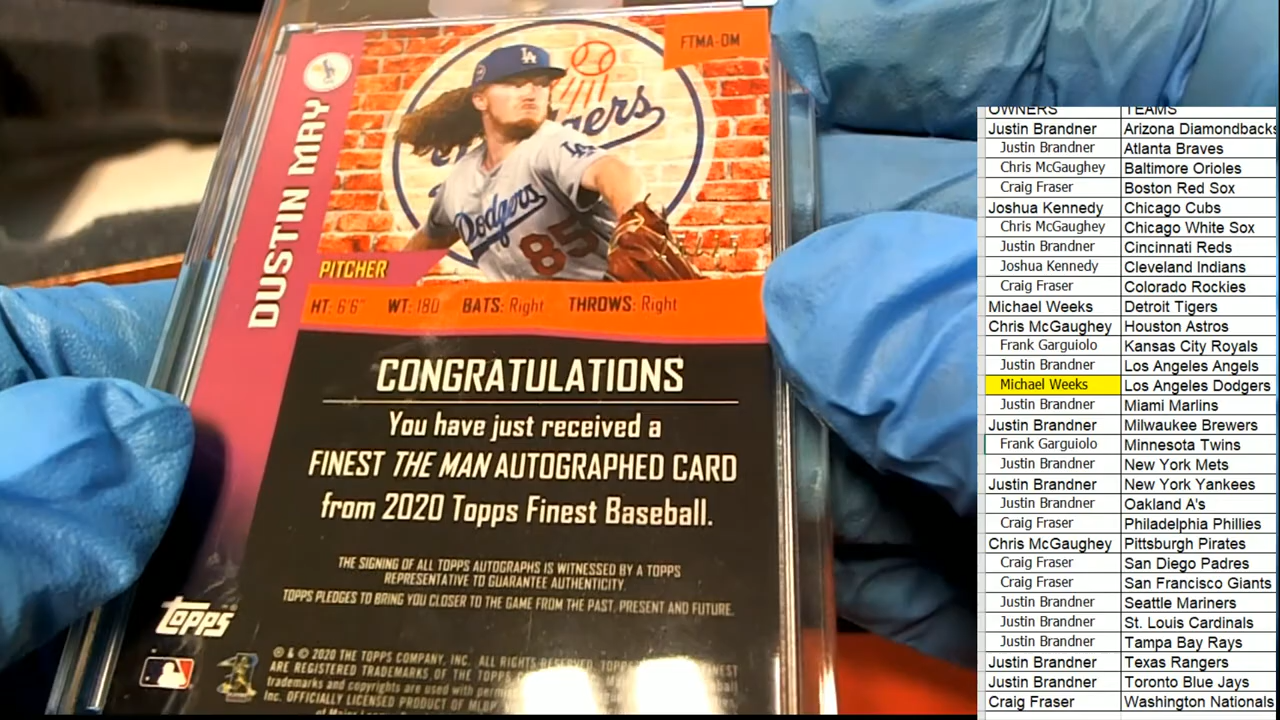 FTMA-DM
DUSTIN MAY
LA
Dodgers
85
PITCHER
HT: 6'6" WT: 180 BATS: Right THROWS: Right
CONGRATULATIONS
You have just received a
FINEST THE MAN AUTOGRAPHED CARD
from 2020 Topps Finest Baseball.
THE SIGNING OF ALL TOPPS AUTOGRAPHS IS WITNESSED BY A TOPPS
REPRESENTATIVE TO GUARANTEE AUTHENTICITY.
TOPPS PLEDGES TO BRING YOU CLOSER TO THE GAME FROM THE PAST, PRESENT AND FUTURE.
topps
® & © 2020 THE TOPPS COMPANY, INC. ALL RIGHTS RESERVED. TOPPS
ARE REGISTERED TRADEMARKS OF THE TOPPS
trademarks and copyrights are used with
Inc. OFFICIALLY LICENSED PRODUCT OF MLBP
OWNERS TEAMS
Justin Brandner Arizona Diamondbacks
Justin Brandner Atlanta Braves
Chris McGaughey Baltimore Orioles
Craig Fraser Boston Red Sox
Joshua Kennedy Chicago Cubs
Chris McGaughey Chicago White Sox
Justin Brandner Cincinnati Reds
Joshua Kennedy Cleveland Indians
Craig Fraser Colorado Rockies
Michael Weeks Detroit Tigers
Chris McGaughey Houston Astros
Frank Garguiolo Kansas City Royals
Justin Brandner Los Angeles Angels
Michael Weeks Los Angeles Dodgers
Justin Brandner Miami Marlins
Justin Brandner Milwaukee Brewers
Frank Garguiolo Minnesota Twins
Justin Brandner New York Mets
Justin Brandner New York Yankees
Justin Brandner Oakland A's
Craig Fraser Philadelphia Phillies
Chris McGaughey Pittsburgh Pirates
Craig Fraser San Diego Padres
Craig Fraser San Francisco Giants
Justin Brandner Seattle Mariners
Justin Brandner St. Louis Cardinals
Justin Brandner Tampa Bay Rays
Justin Brandner Texas Rangers
Justin Brandner Toronto Blue Jays
Craig Fraser Washington Nationals